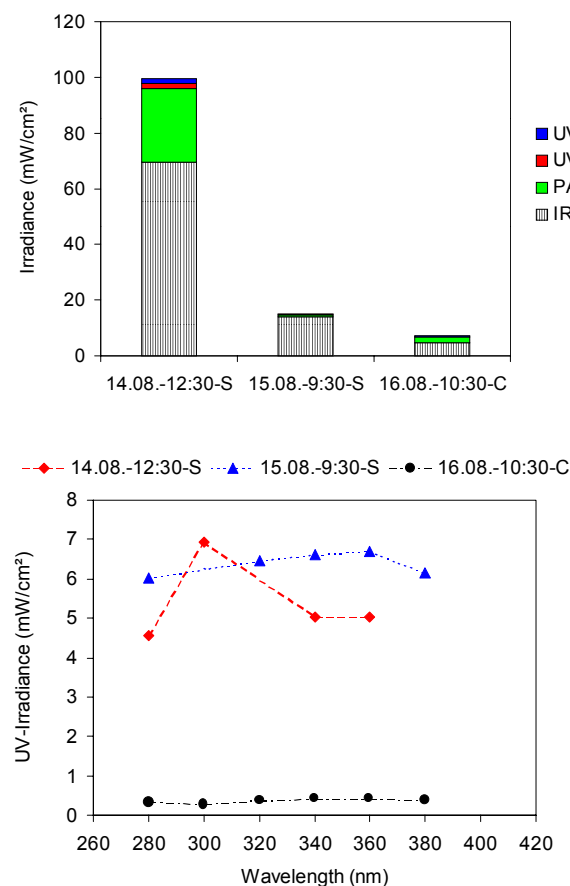 120
100
80
60
40
20
0
Irradiance (mW/cm²)
14.08.-12:30-S 15.08.-9:30-S 16.08.-10:30-C
UV
UV
PA
IR
14.08.-12:30-S 15.08.-9:30-S 16.08.-10:30-C
8
7
6
5
4
3
2
1
0
UV-Irradiance (mW/cm²)
260 280 300 320 340 360 380 400 420
Wavelength (nm)